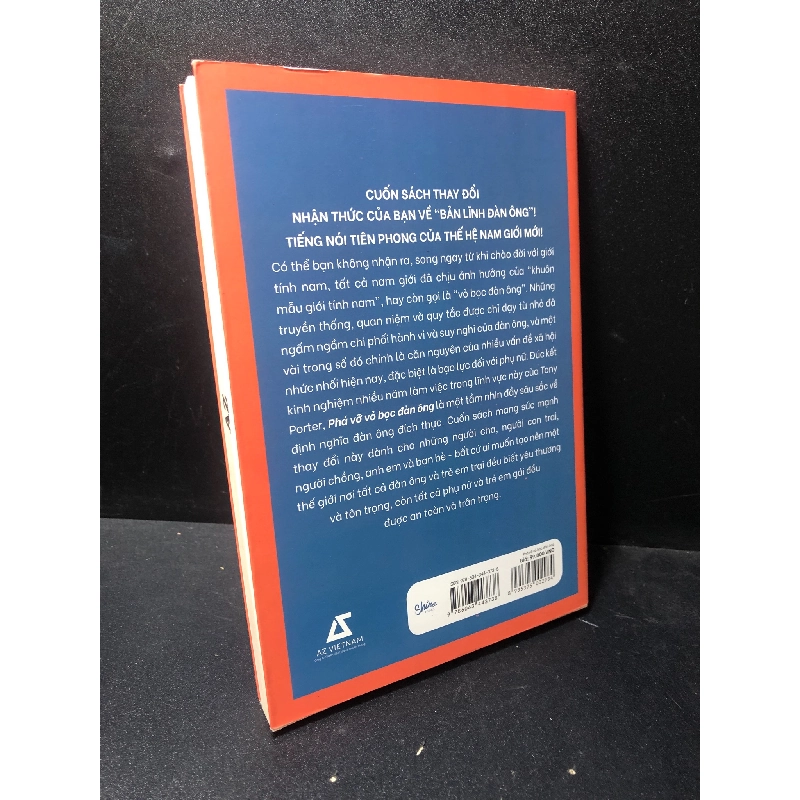 CUỐN SÁCH THAY ĐỔI
NHẬN THỨC CỦA BẠN VỀ "BẢN LĨNH ĐÀN ÔNG"!
TIẾNG NÓI TIÊN PHONG CỦA THẾ HỆ NAM GIỚI MỚI!
Có thể bạn không nhận ra, song ngay từ khi chào đời với giới
tính nam, tất cả nam giới đã chịu ảnh hưởng của "khuôn
mẫu giới tính nam", hay còn gọi là "vỏ bọc đàn ông". Những
truyền thống, quan niệm và quy tắc được chỉ dạy từ nhỏ đã
ngấm ngầm chi phối hành vi và suy nghĩ của đàn ông, và một
vài trong số đó chính là căn nguyên của nhiều vấn đề xã hội
nhức nhối hiện nay, đặc biệt là bạo lực đối với phụ nữ. Đúc kết
kinh nghiệm nhiều năm làm việc trong lĩnh vực này của Tony
Porter, Phá vỡ vỏ bọc đàn ông là một tầm nhìn đầy sâu sắc về
định nghĩa đàn ông đích thực. Cuốn sách mang sức mạnh
thay đổi này dành cho những người cha, người con trai,
người chồng, anh em và bạn bè - bất cứ ai muốn tạo nên một
thế giới nơi tất cả đàn ông và trẻ em trai đều biết yêu thương
và tôn trọng, còn tất cả phụ nữ và trẻ em gái đều
được an toàn và trân trọng.
Shine
AZ VIETNAM